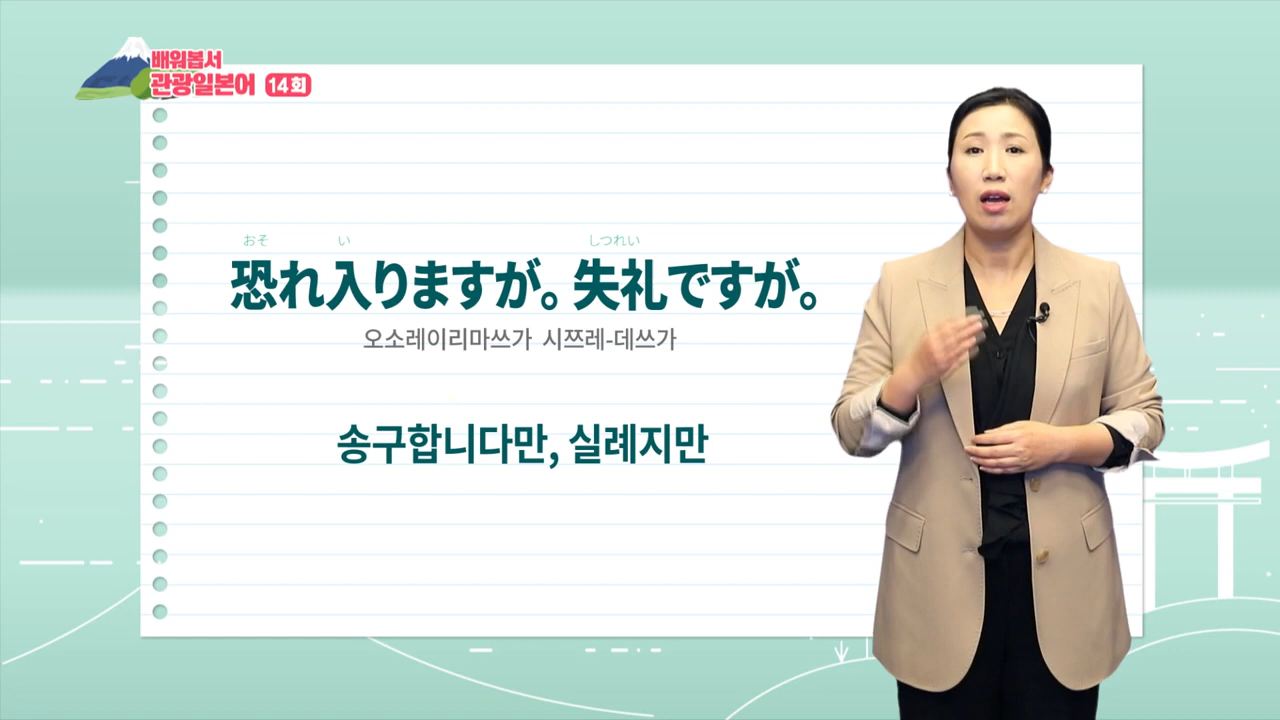 배워봅서
관광일본어 14회
おそ い しつれい
恐れ入りますが。失礼ですが。
오소레이리마쓰가 시쯔레-데쓰가
송구합니다만, 실례지만